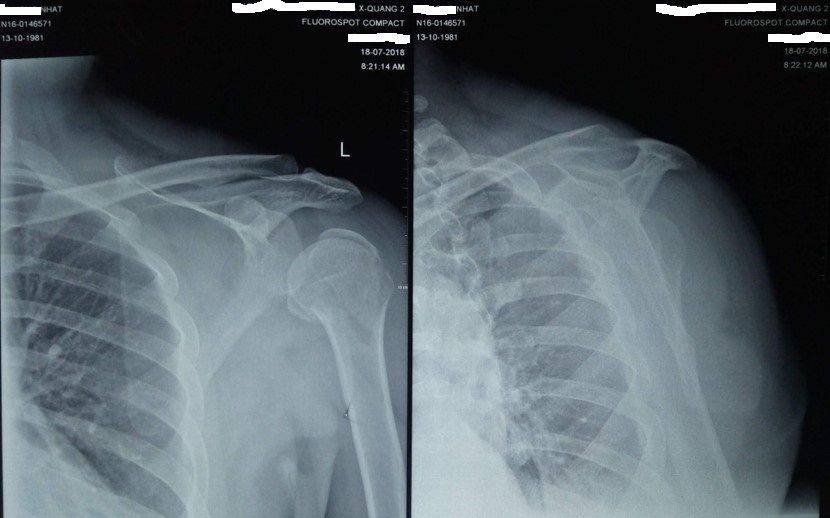 NHAT
X-QUANG 2
N16-0146571
FLUOROSPOT COMPACT
13-10-1981
18-07-2018
8:21:14 AM
L
NHAT
X-QUANG 2
N16-0146571
FLUOROSPOT COMPACT
13-10-1981
18-07-2018
8:22:12 AM